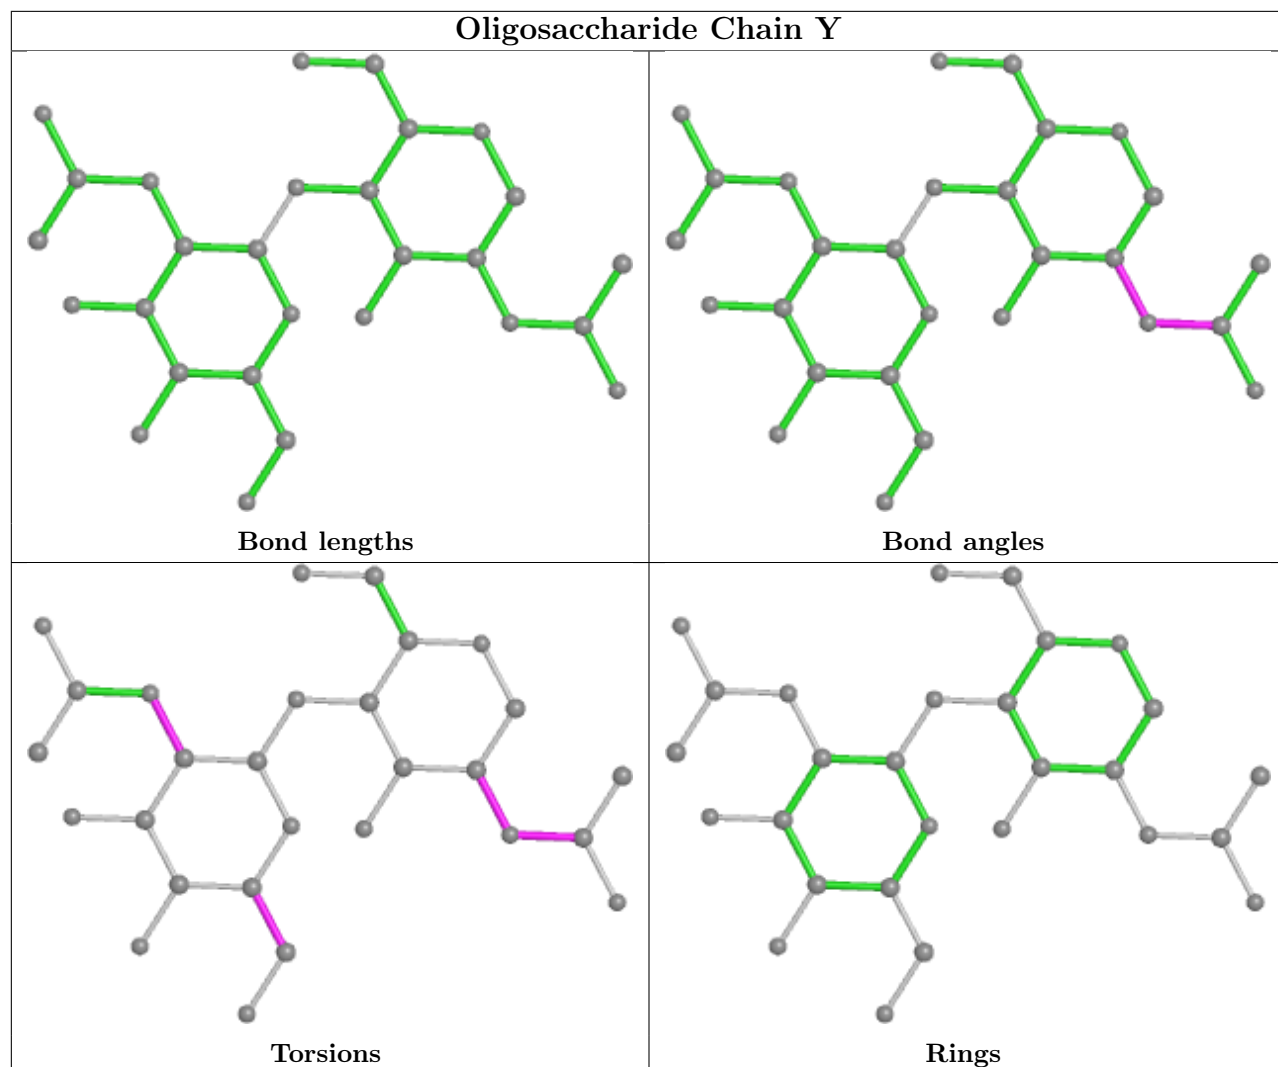 Oligosaccharide Chain Y
Bond lengths
Bond angles
Torsions
Rings